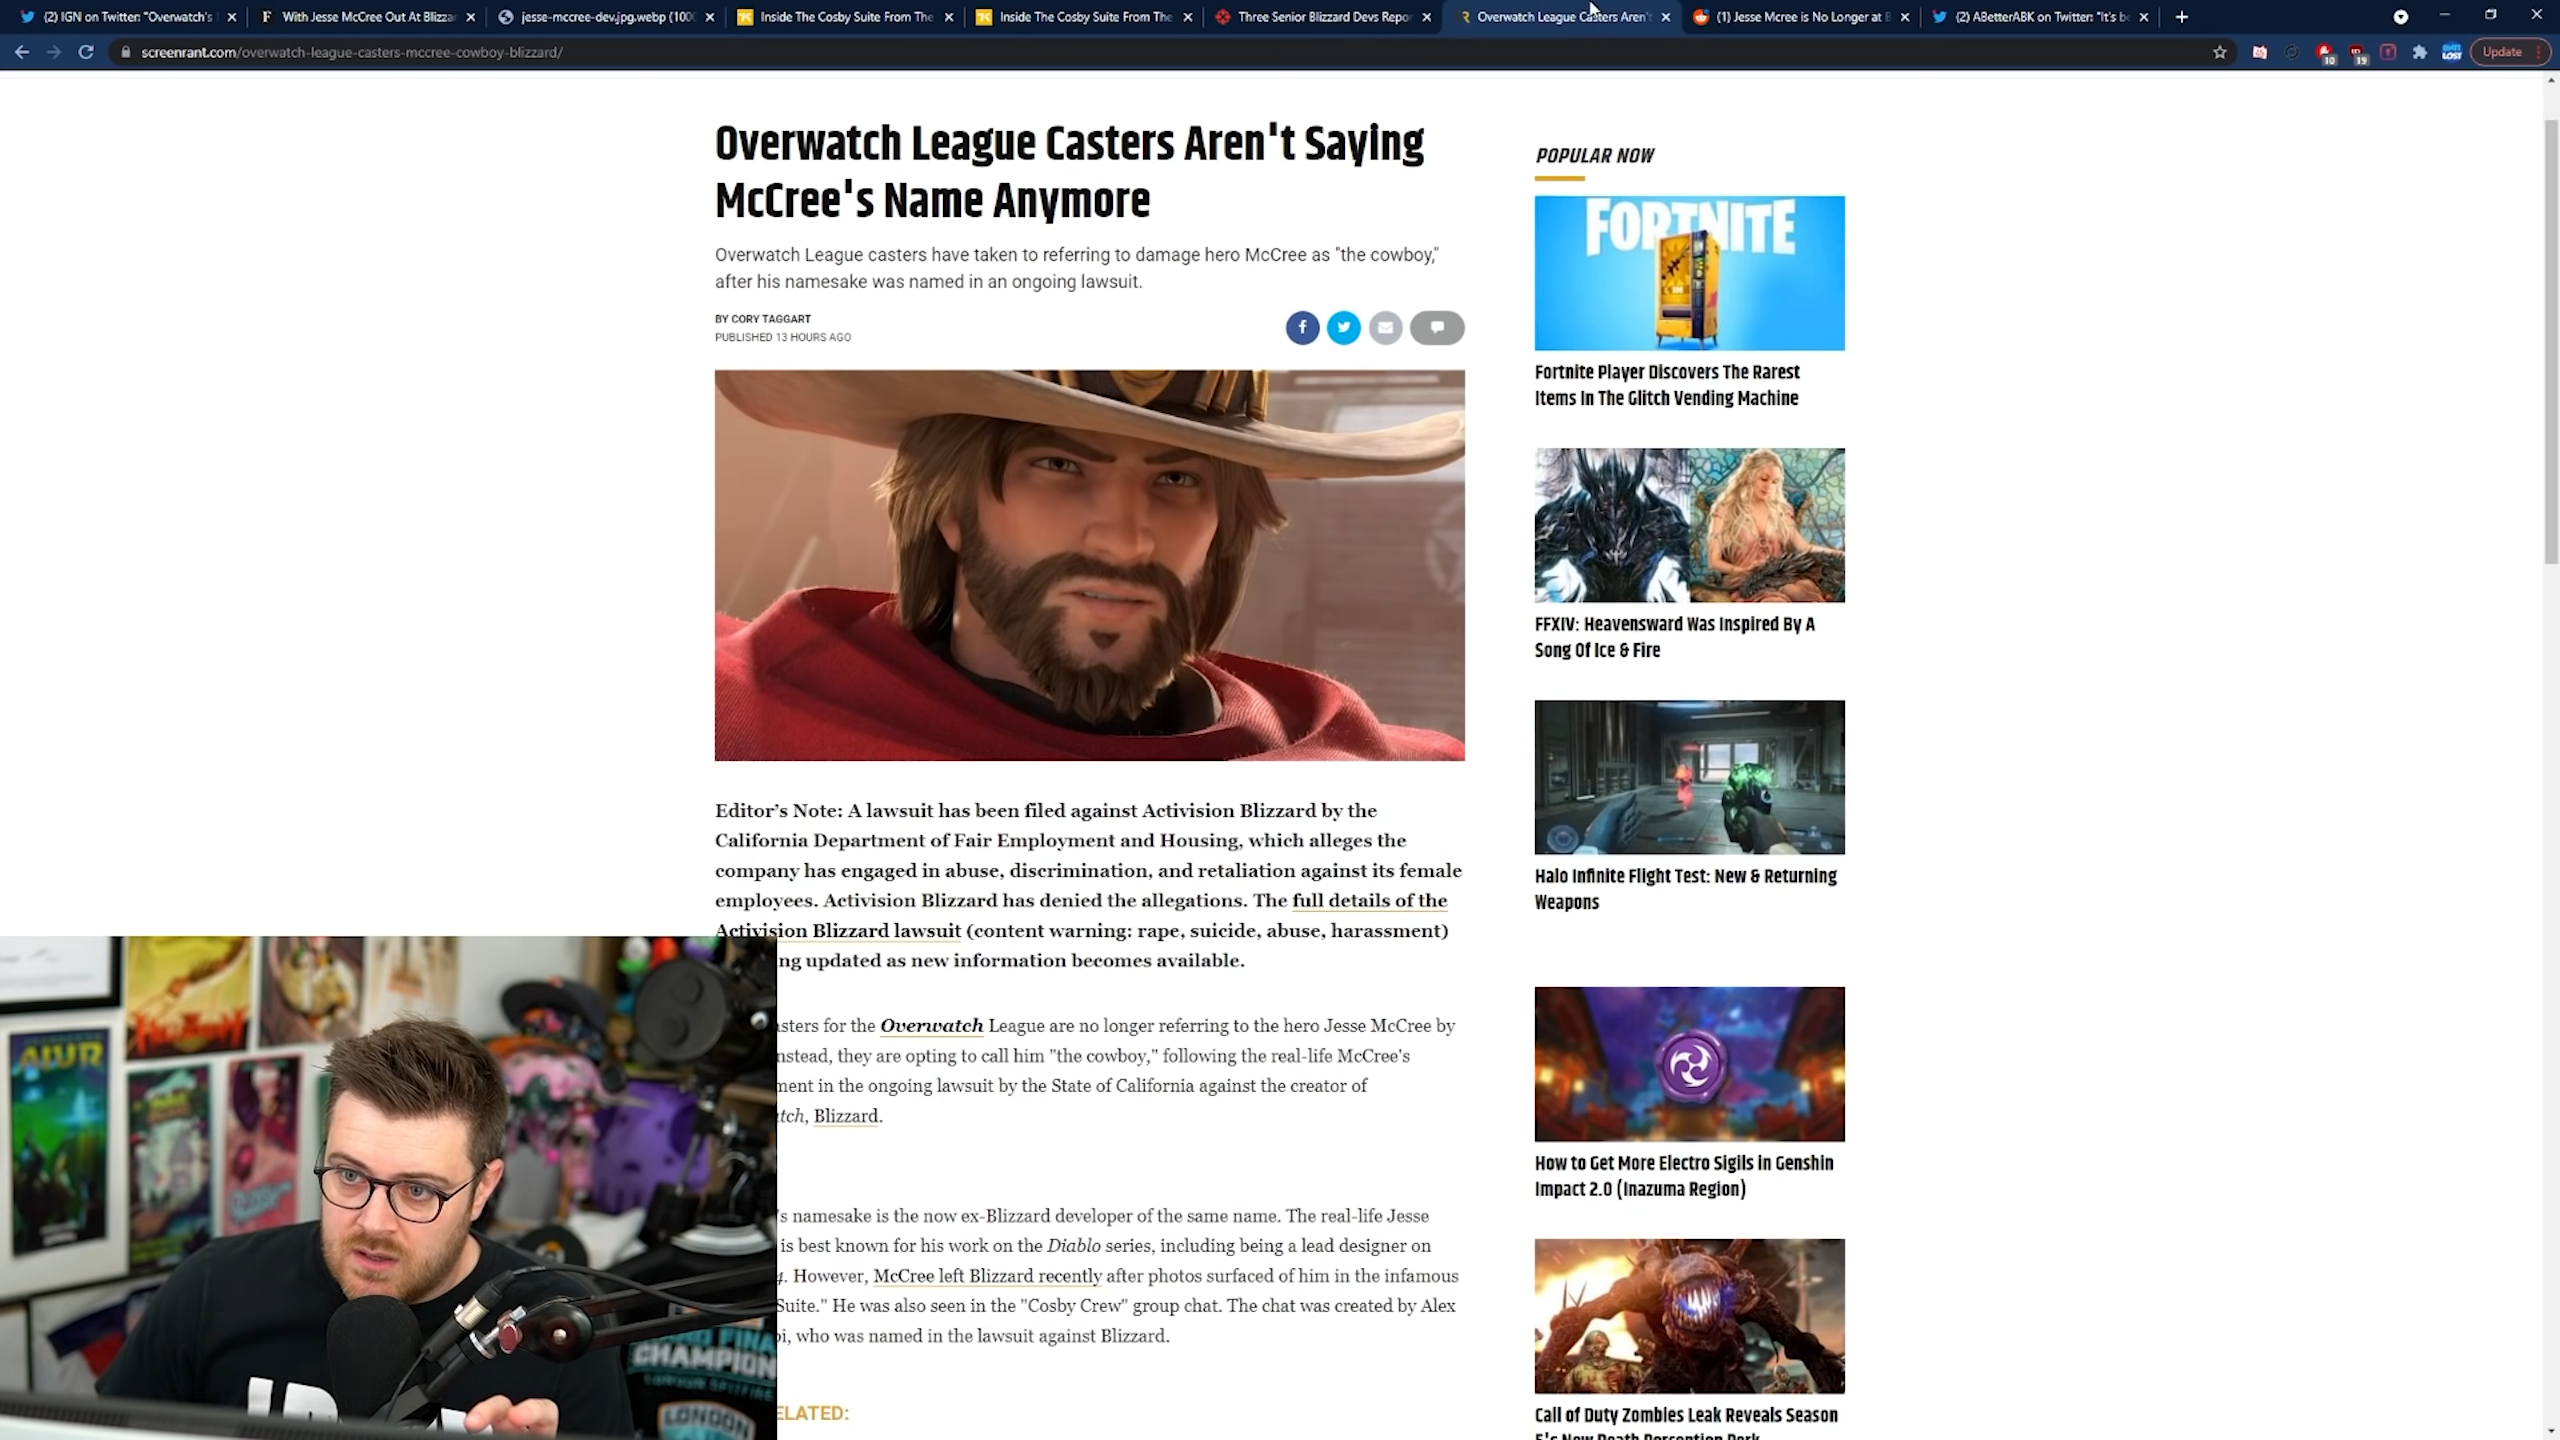 (2) IGN on Twitter: "Overwatch's
With Jesse McCree Out At Blizzar
jesse-mccree-dev.jpg.webp (100
Inside The Cosby Suite From The
Inside The Cosby Suite From The
Three Senior Blizzard Devs Repor
Overwatch League Casters Aren't
(1) Jesse Mcree is No Longer at B
(2) ABetterABK on Twitter: "It's be
screenrant.com/overwatch-league-casters-mccree-cowboy-blizzard/
10
19
LOST
Update
Overwatch League Casters Aren't Saying
McCree's Name Anymore
Overwatch League casters have taken to referring to damage hero McCree as "the cowboy,"
after his namesake was named in an ongoing lawsuit.
BY CORY TAGGART
PUBLISHED 13 HOURS AGO
Editor's Note: A lawsuit has been filed against Activision Blizzard by the
California Department of Fair Employment and Housing, which alleges the
company has engaged in abuse, discrimination, and retaliation against its female
employees. Activision Blizzard has denied the allegations. The full details of the
Activision Blizzard lawsuit (content warning: rape, suicide, abuse, harassment)
ng updated as new information becomes available.
sters for the Overwatch League are no longer referring to the hero Jesse McCree by
nstead, they are opting to call him "the cowboy," following the real-life McCree's
ment in the ongoing lawsuit by the State of California against the creator of
tch, Blizzard.
's namesake is the now ex-Blizzard developer of the same name. The real-life Jesse
is best known for his work on the Diablo series, including being a lead designer on
4. However, McCree left Blizzard recently after photos surfaced of him in the infamous
Suite." He was also seen in the "Cosby Crew" group chat. The chat was created by Alex
i, who was named in the lawsuit against Blizzard.
ELATED:
POPULAR NOW
FORTNITE
Fortnite Player Discovers The Rarest
Items In The Glitch Vending Machine
FFXIV: Heavensward Was Inspired By A
Song Of Ice & Fire
Halo Infinite Flight Test: New & Returning
Weapons
How to Get More Electro Sigils in Genshin
Impact 2.0 (Inazuma Region)
Call of Duty Zombies Leak Reveals Season
5's New Death Perception Perk
CHAMPION
LONDON